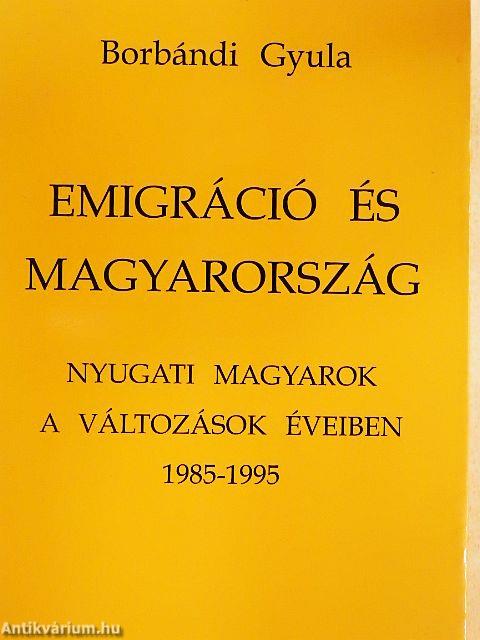 Borbándi Gyula
EMIGRÁCIÓ ÉS
MAGYARORSZÁG
NYUGATI MAGYAROK
A VÁLTOZÁSOK ÉVEIBEN
1985-1995
Antikvárium.hu